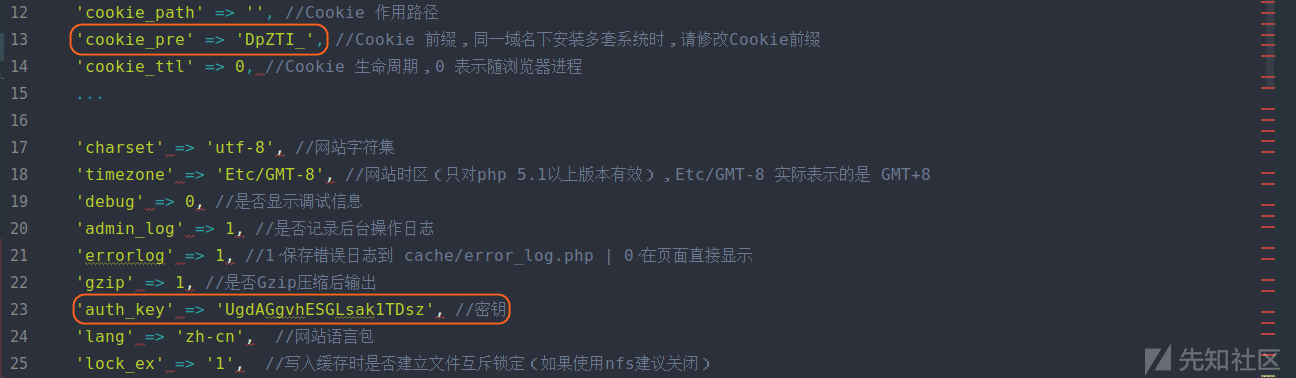 12 'cookie_path' => '', //Cookie 作用路径
13 'cookie_pre' => 'DpZTI_', //Cookie 前缀，同一域名下安装多套系统时，请修改Cookie前缀
14 'cookie_ttl' => 0, //Cookie 生命周期，0 表示随浏览器进程
15 ...
16
17 'charset' => 'utf-8', //网站字符集
18 'timezone' => 'Etc/GMT-8', //网站时区（只对php 5.1以上版本有效），Etc/GMT-8 实际表示的是 GMT+8
19 'debug' => 0, //是否显示调试信息
20 'admin_log' => 1, //是否记录后台操作日志
21 'errorlog' => 1, //1 保存错误日志到 cache/error_log.php | 0 在页面直接显示
22 'gzip' => 1, //是否Gzip压缩后输出
23 'auth_key' => 'UgdAGgvhESGLsak1TDsz', //密钥
24 'lang' => 'zh-cn',  //网站语言包
25 'lock_ex' => '1',  //写入缓存时是否建立文件互斥锁定（如果使用nfs建议关闭）
先知社区